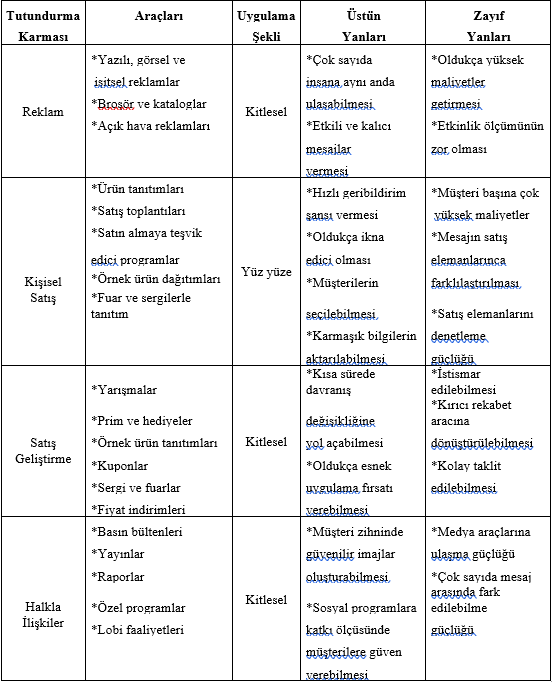 Tutundurma
Karması
Araçları
Uygulama
Şekli
Üstün
Yanları
Zayıf
Yanları
Reklam
*Yazılı, görsel ve
işitsel reklamlar
*Broşör ve kataloglar
*Açık hava reklamları
Kitlesel
*Çok sayıda
insana aynı anda
ulaşabilmesi
*Etkili ve kalıcı
mesajlar
vermesi
*Oldukça yüksek
maliyetler
getirmesi
*Etkinlik ölçümünün
zor olması
Kişisel
Satış
*Ürün tanıtımları
*Satış toplantıları
*Satın almaya teşvik
edici programlar
*Örnek ürün dağıtımları
*Fuar ve sergilerle
tanıtım
Yüz yüze
*Hızlı geribildirim
şansı vermesi
*Oldukça ikna
edici olması
*Müşterilerin
seçilebilmesi
*Karmaşık bilgilerin
aktarılabilmesi
*Müşteri başına çok
yüksek maliyetler
*Mesajın satış
elemanlarınca
farklılaştırılması
*Satış elemanlarını
denetleme
güçlüğü
Satış
Geliştirme
*Yarışmalar
*Prim ve hediyeler
*Örnek ürün tanıtımları
*Kuponlar
*Sergi ve fuarlar
*Fiyat indirimleri
Kitlesel
*Kısa sürede
davranış
değişikliğine
yol açabilmesi
*Oldukça esnek
uygulama fırsatı
verebilmesi
*İstismar
edilebilmesi
*Kırıcı rekabet
aracına
dönüştürülebilmesi
*Kolay taklit
edilebilmesi
Halkla
İlişkiler
*Basın bültenleri
*Yayınlar
*Raporlar
*Özel programlar
*Lobi faaliyetleri
Kitlesel
*Müşteri zihninde
güvenilir imajlar
oluşturabilmesi
*Sosyal programlara
katkı ölçüsünde
müşterilere güven
verebilmesi
*Medya araçlarına
ulaşma güçlüğü
*Çok sayıda mesaj
arasında fark
edilebilme
güçlüğü